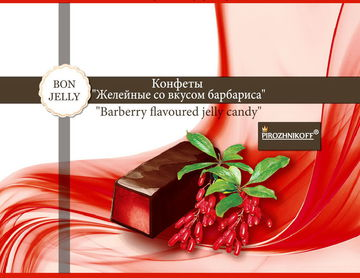 BON
JELLY
Конфеты
"Желейные со вкусом барбариса"
"Barberry flavoured jelly candy"
PIROZHNIKOFF®